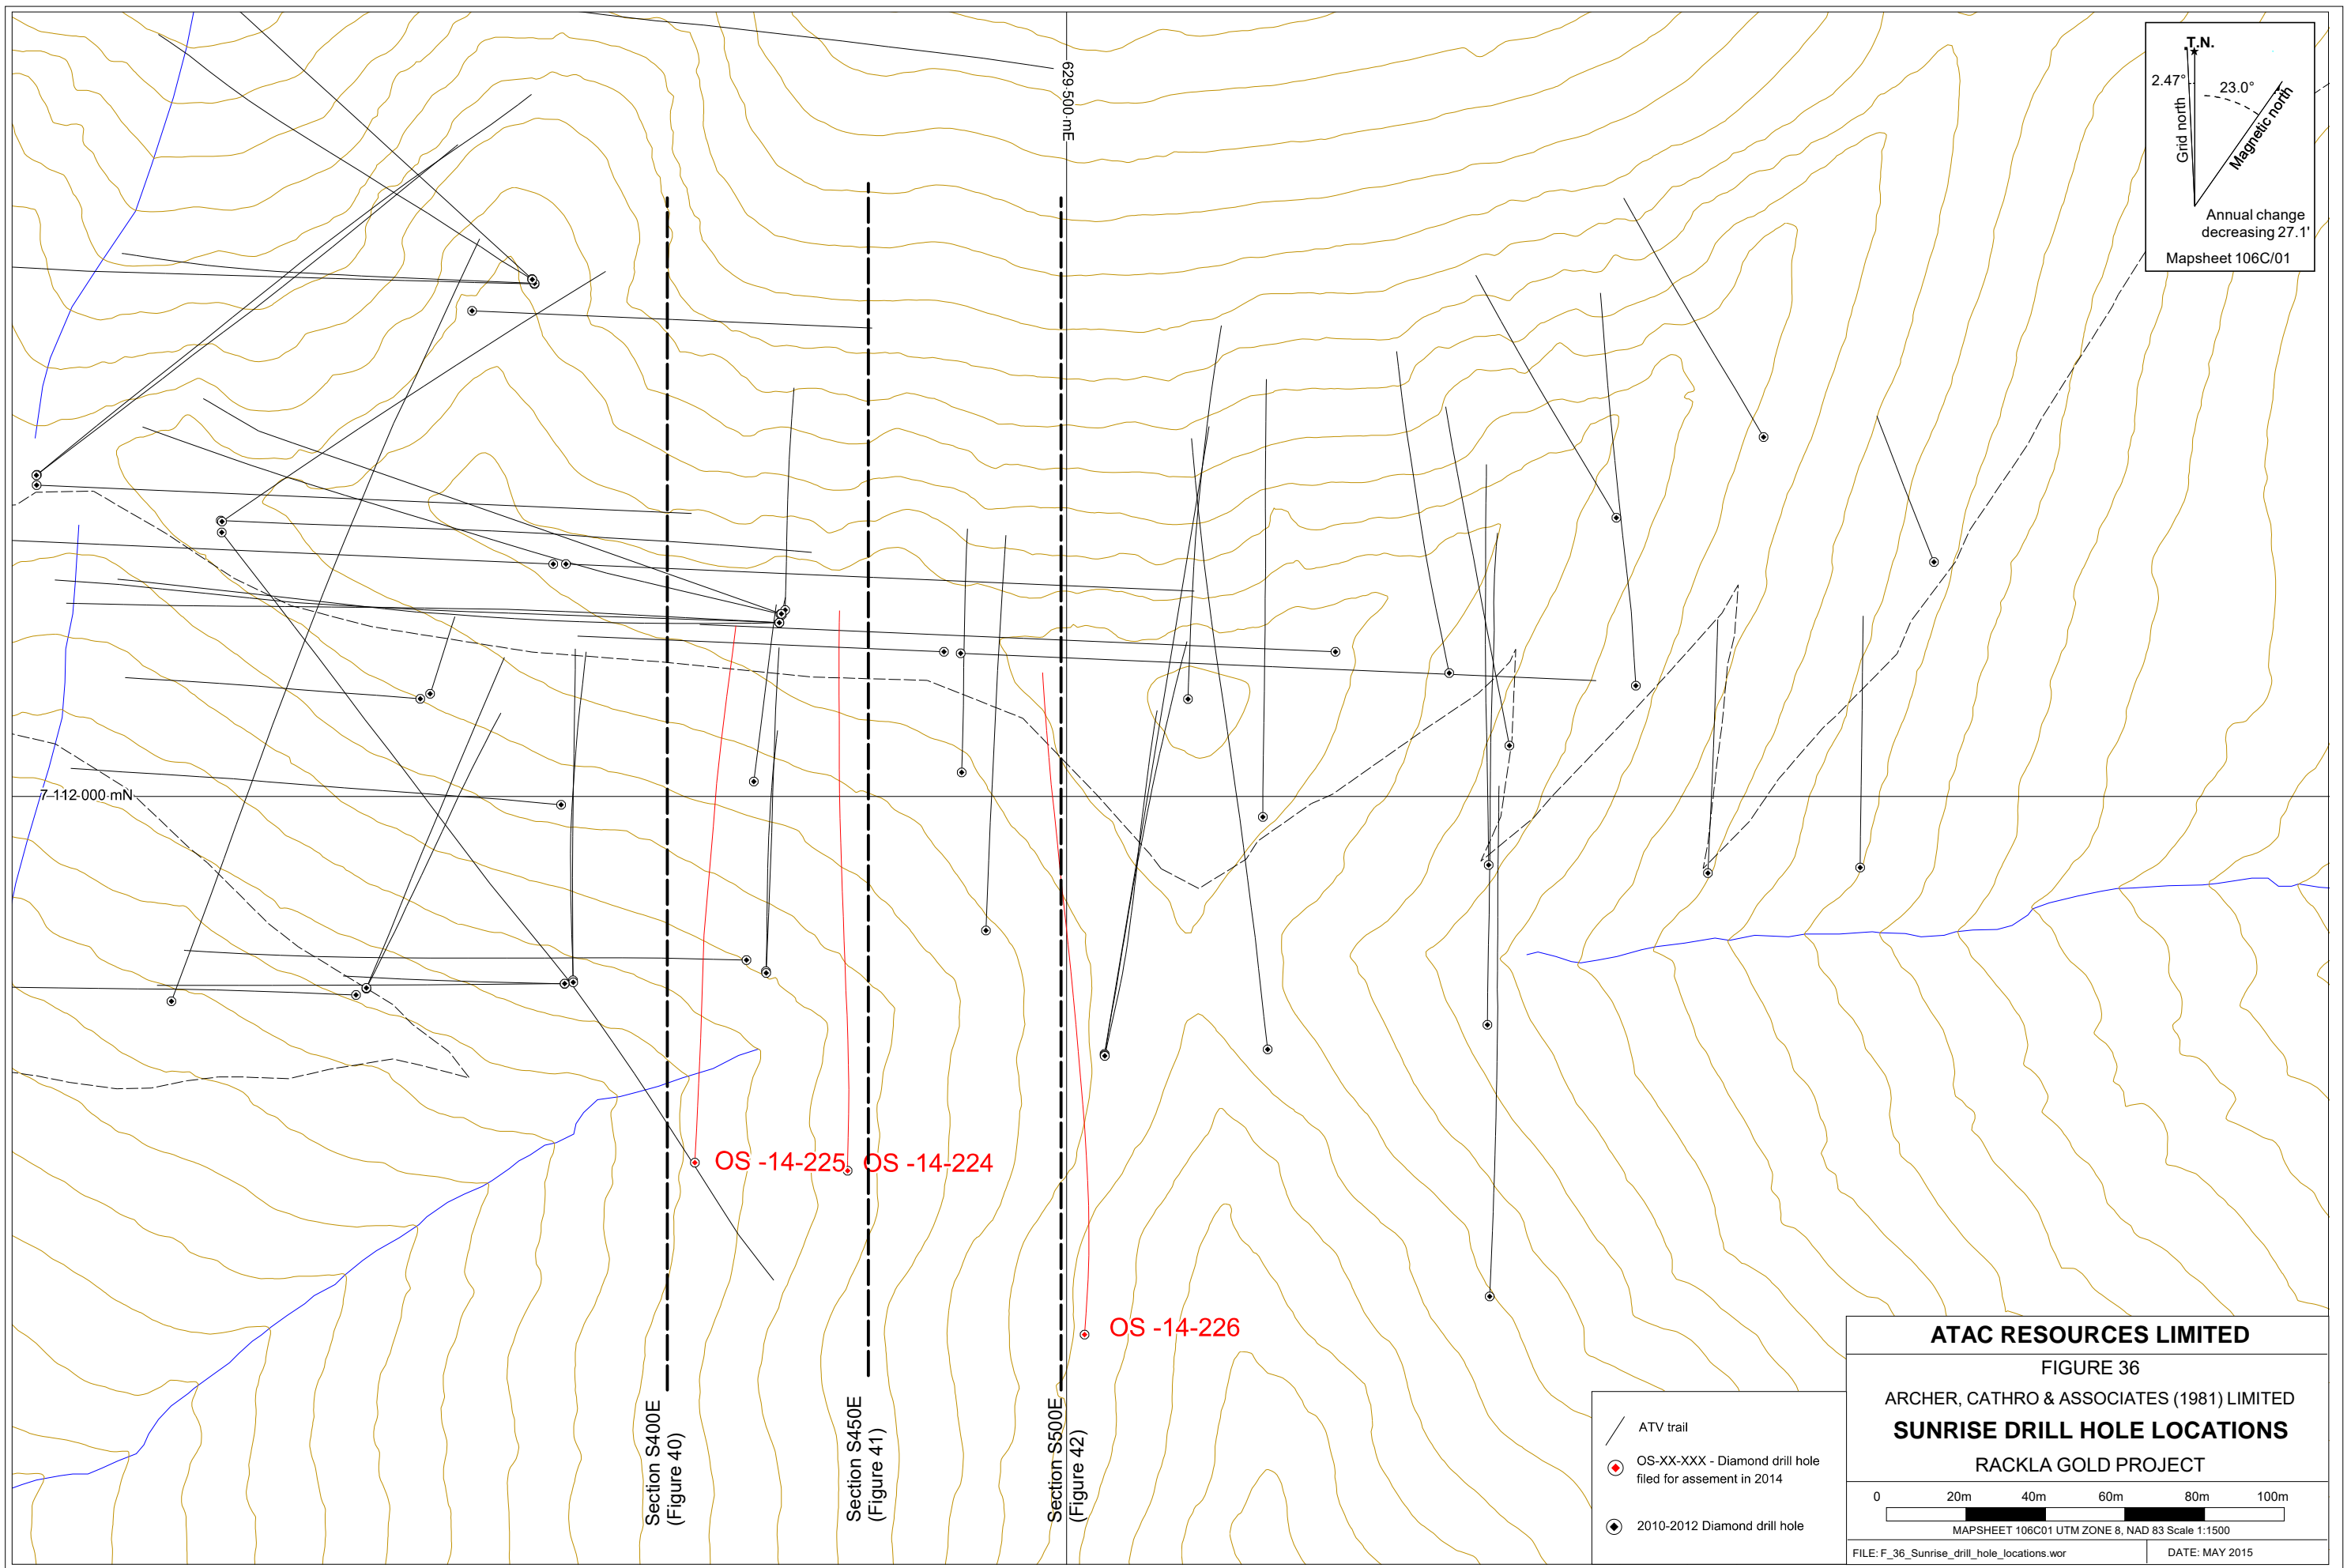 T.N.
2.47°
23.0°
Grid north
Magnetic north
Annual change
decreasing 27.1'
Mapsheet 106C/01
629 500 mE
7 112 000 mN
OS -14-225
OS -14-224
OS -14-226
Section S400E
(Figure 40)
Section S450E
(Figure 41)
Section S500E
(Figure 42)
ATV trail
OS-XX-XXX - Diamond drill hole
filed for assement in 2014
2010-2012 Diamond drill hole
ATAC RESOURCES LIMITED
FIGURE 36
ARCHER, CATHRO & ASSOCIATES (1981) LIMITED
SUNRISE DRILL HOLE LOCATIONS
RACKLA GOLD PROJECT
0 20m 40m 60m 80m 100m
MAPSHEET 106C01 UTM ZONE 8, NAD 83 Scale 1:1500
FILE: F_36_Sunrise_drill_hole_locations.wor
DATE: MAY 2015